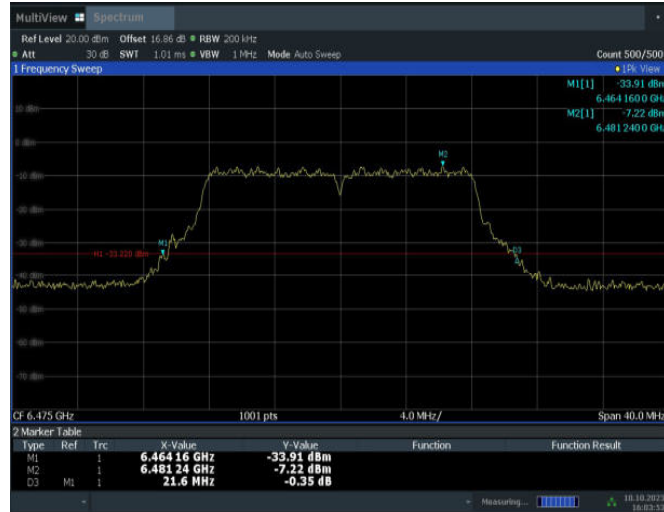 MultiView Spectrum
Ref Level 20.00 dBm Offset 16.86 dB RBW 200 kHz
Att 30 dB SWT 1.01 ms VBW 1 MHz Mode Auto Sweep Count 500/500
1 Frequency Sweep 1Pk View
M1[1] -33.91 dBm
6.4641600 GHz
M2[1] -7.22 dBm
6.4812400 GHz
10 dBm
0 dBm
M2
-10 dBm
-20 dBm
-30 dBm
M1
H1 -33.220 dBm
D3
-40 dBm
-50 dBm
-60 dBm
-70 dBm
CF 6.475 GHz 1001 pts 4.0 MHz/ Span 40.0 MHz
2 Marker Table
Type Ref Trc X-Value Y-Value Function Function Result
M1 1 6.464 16 GHz -33.91 dBm
M2 1 6.481 24 GHz -7.22 dBm
D3 M1 1 21.6 MHz -0.35 dB
Measuring...